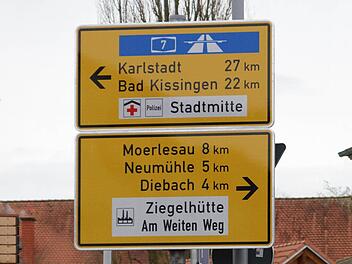 7
Karlstadt 27 km
Bad Kissingen 22 km
Polizei Stadtmitte
Moerlesau 8 km
Neumühle 5 km
Diebach 4 km
Ziegelhütte
Am Weiten Weg